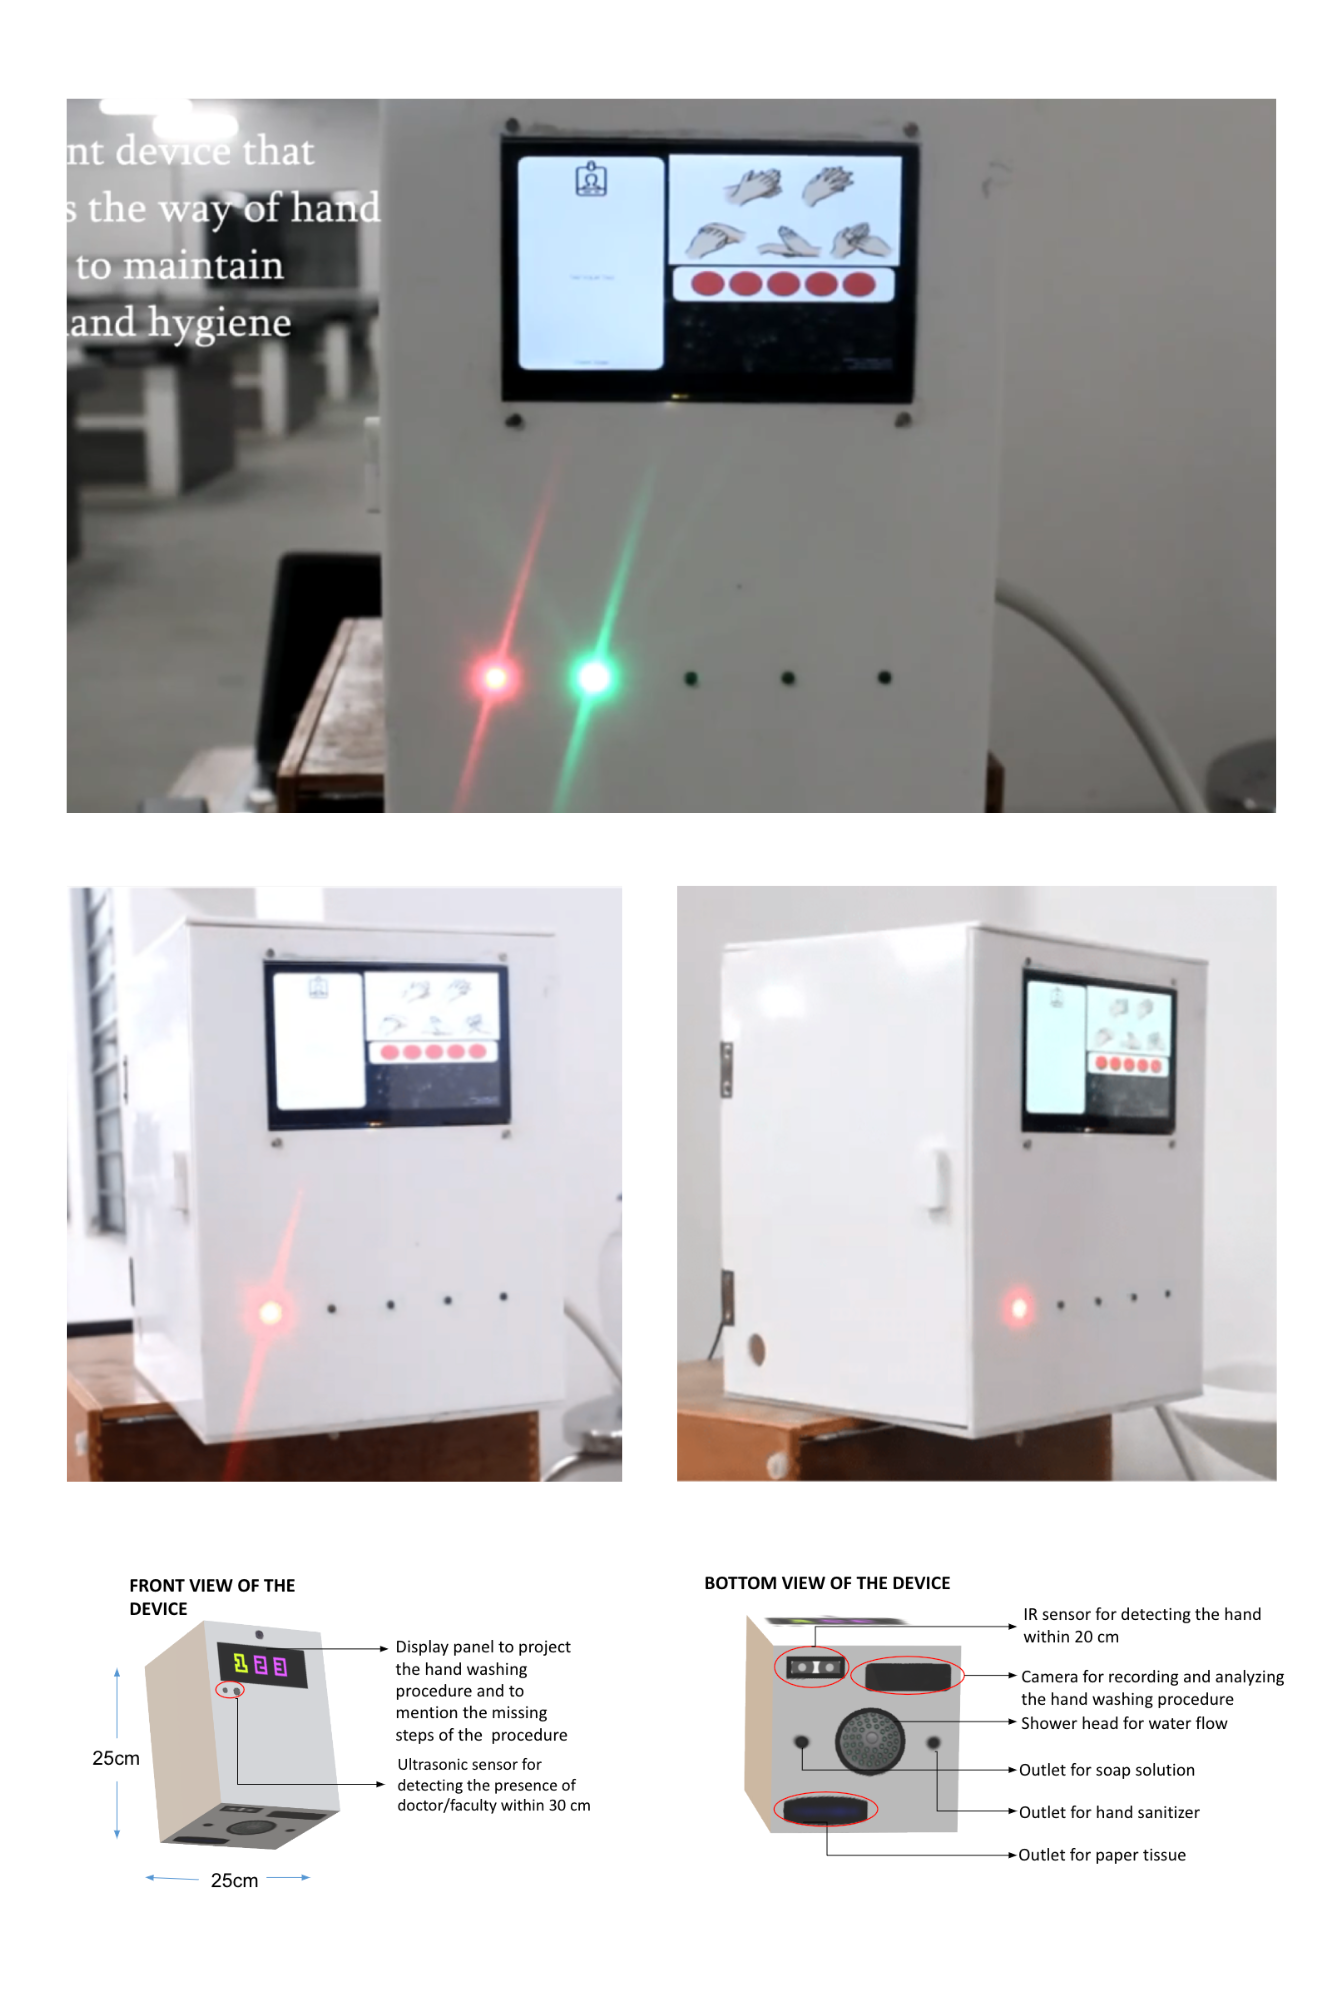 nt device that
s the way of hand
to maintain
and hygiene
FRONT VIEW OF THE
DEVICE
Display panel to project
the hand washing
procedure and to
mention the missing
steps of the procedure
Ultrasonic sensor for
detecting the presence of
doctor/faculty within 30 cm
25cm
25cm
123
BOTTOM VIEW OF THE DEVICE
IR sensor for detecting the hand
within 20 cm
Camera for recording and analyzing
the hand washing procedure
Shower head for water flow
Outlet for soap solution
Outlet for hand sanitizer
Outlet for paper tissue